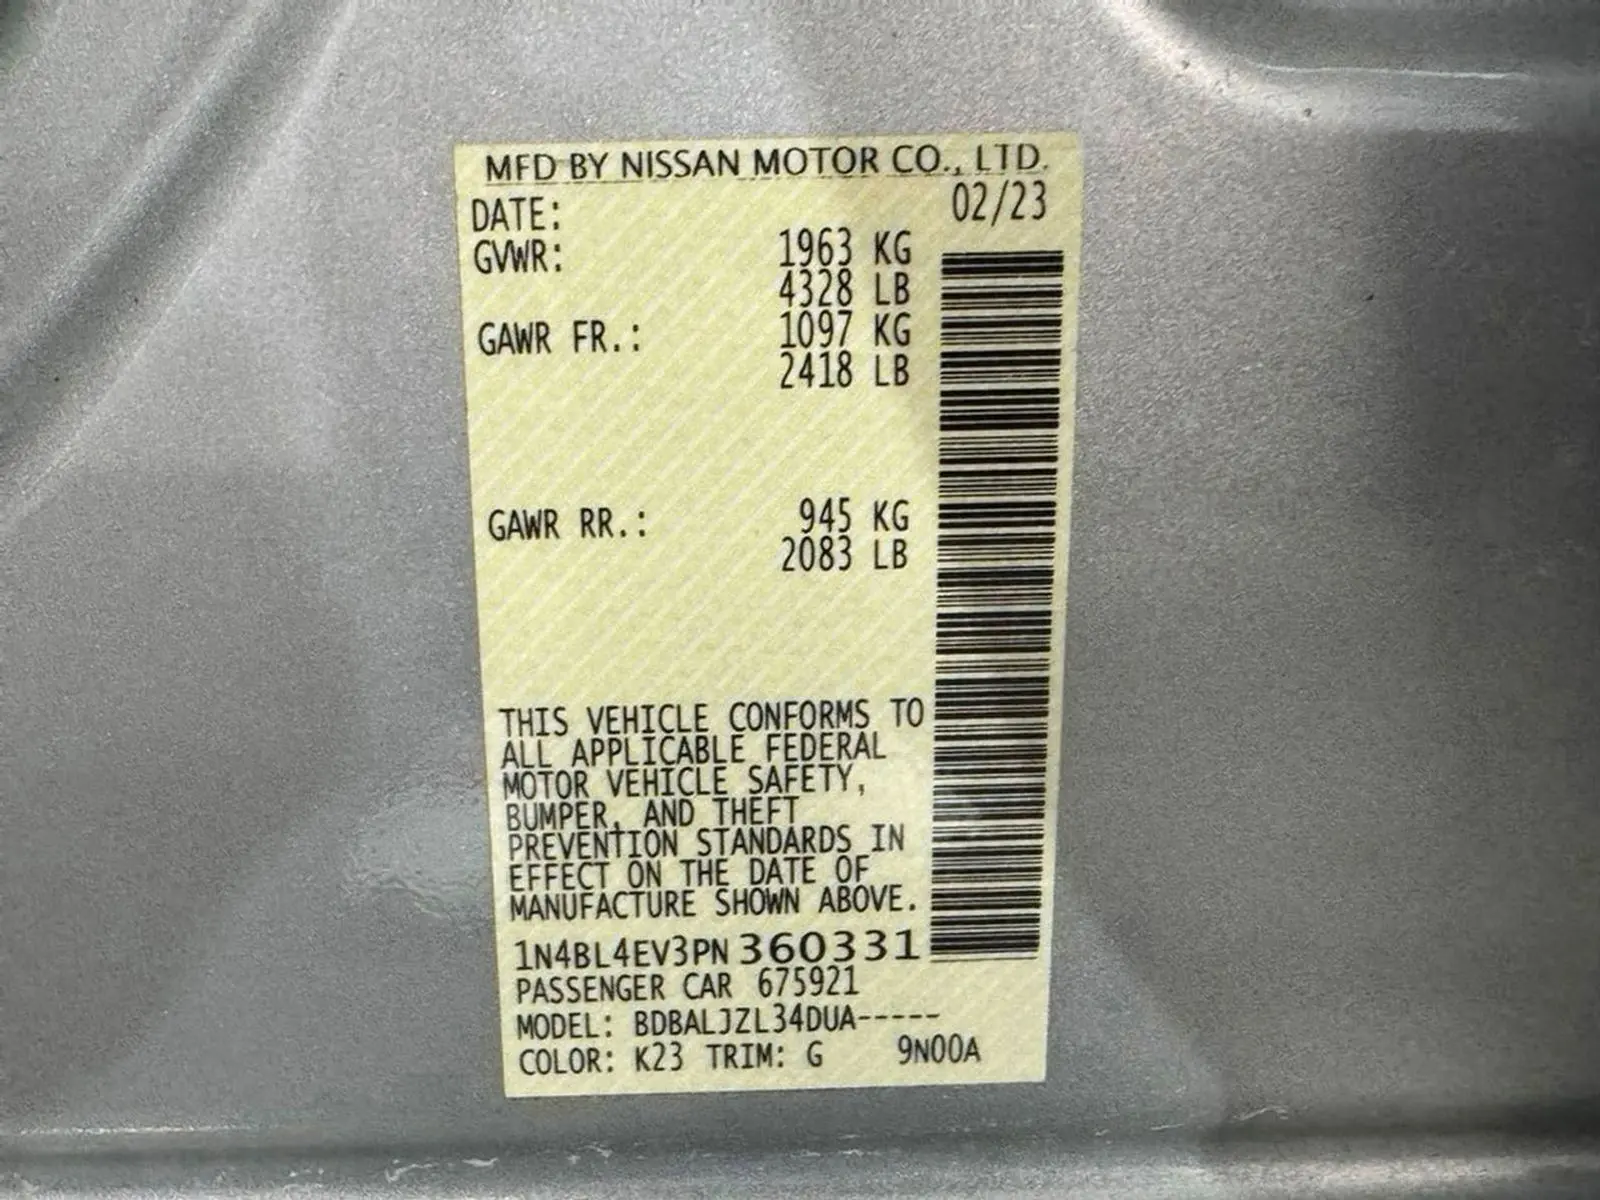 MFD BY NISSAN MOTOR CO., LTD.
DATE: 02/23
GVWR: 1963 KG
4328 LB
GAWR FR.: 1097 KG
2418 LB
GAWR RR.: 945 KG
2083 LB
THIS VEHICLE CONFORMS TO
ALL APPLICABLE FEDERAL
MOTOR VEHICLE SAFETY,
BUMPER, AND THEFT
PREVENTION STANDARDS IN
EFFECT ON THE DATE OF
MANUFACTURE SHOWN ABOVE.
1N4BL4EV3PN360331
PASSENGER CAR 675921
MODEL: BDBALJZL34DUA-----
COLOR: K23 TRIM: G 9N00A